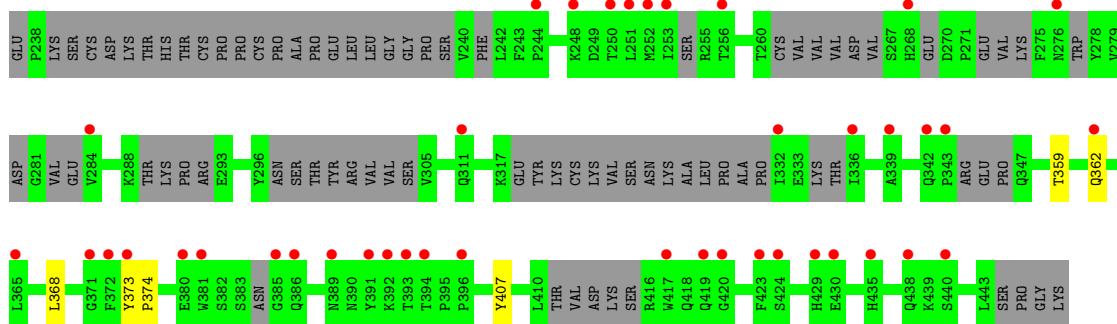 GLU P238 LYS SER CYS ASP LYS THR HIS THR CYS PRO PRO CYS PRO ALA PRO GLU LEU LEU GLY GLY PRO SER V240 PHE L242 F243 P244 K248 D249 T250 L251 M252 I253 SER R255 T256 T260 CYS VAL VAL VAL ASP VAL S267 H268 GLU D270 P271 GLU VAL LYS F275 N276 TRP Y278 V279
ASP G281 VAL GLU V284 K288 THR LYS PRO ARG E293 Y296 ASN SER THR TYR ARG VAL VAL SER V305 Q311 K317 GLU TYR LYS CYS LYS VAL SER ASN LYS ALA LEU PRO ALA PRO I332 E333 LYS THR I336 A339 Q342 P343 ARG GLU PRO Q347 T359 Q362
L365 L368 G371 F372 Y373 P374 E380 W381 S382 S383 ASN G385 Q386 N389 N390 Y391 K392 T393 T394 P395 P396 Y407 L410 THR VAL ASP LYS SER R416 W417 Q418 Q419 G420 F423 S424 H429 E430 H435 Q438 K439 S440 L443 SER PRO GLY LYS